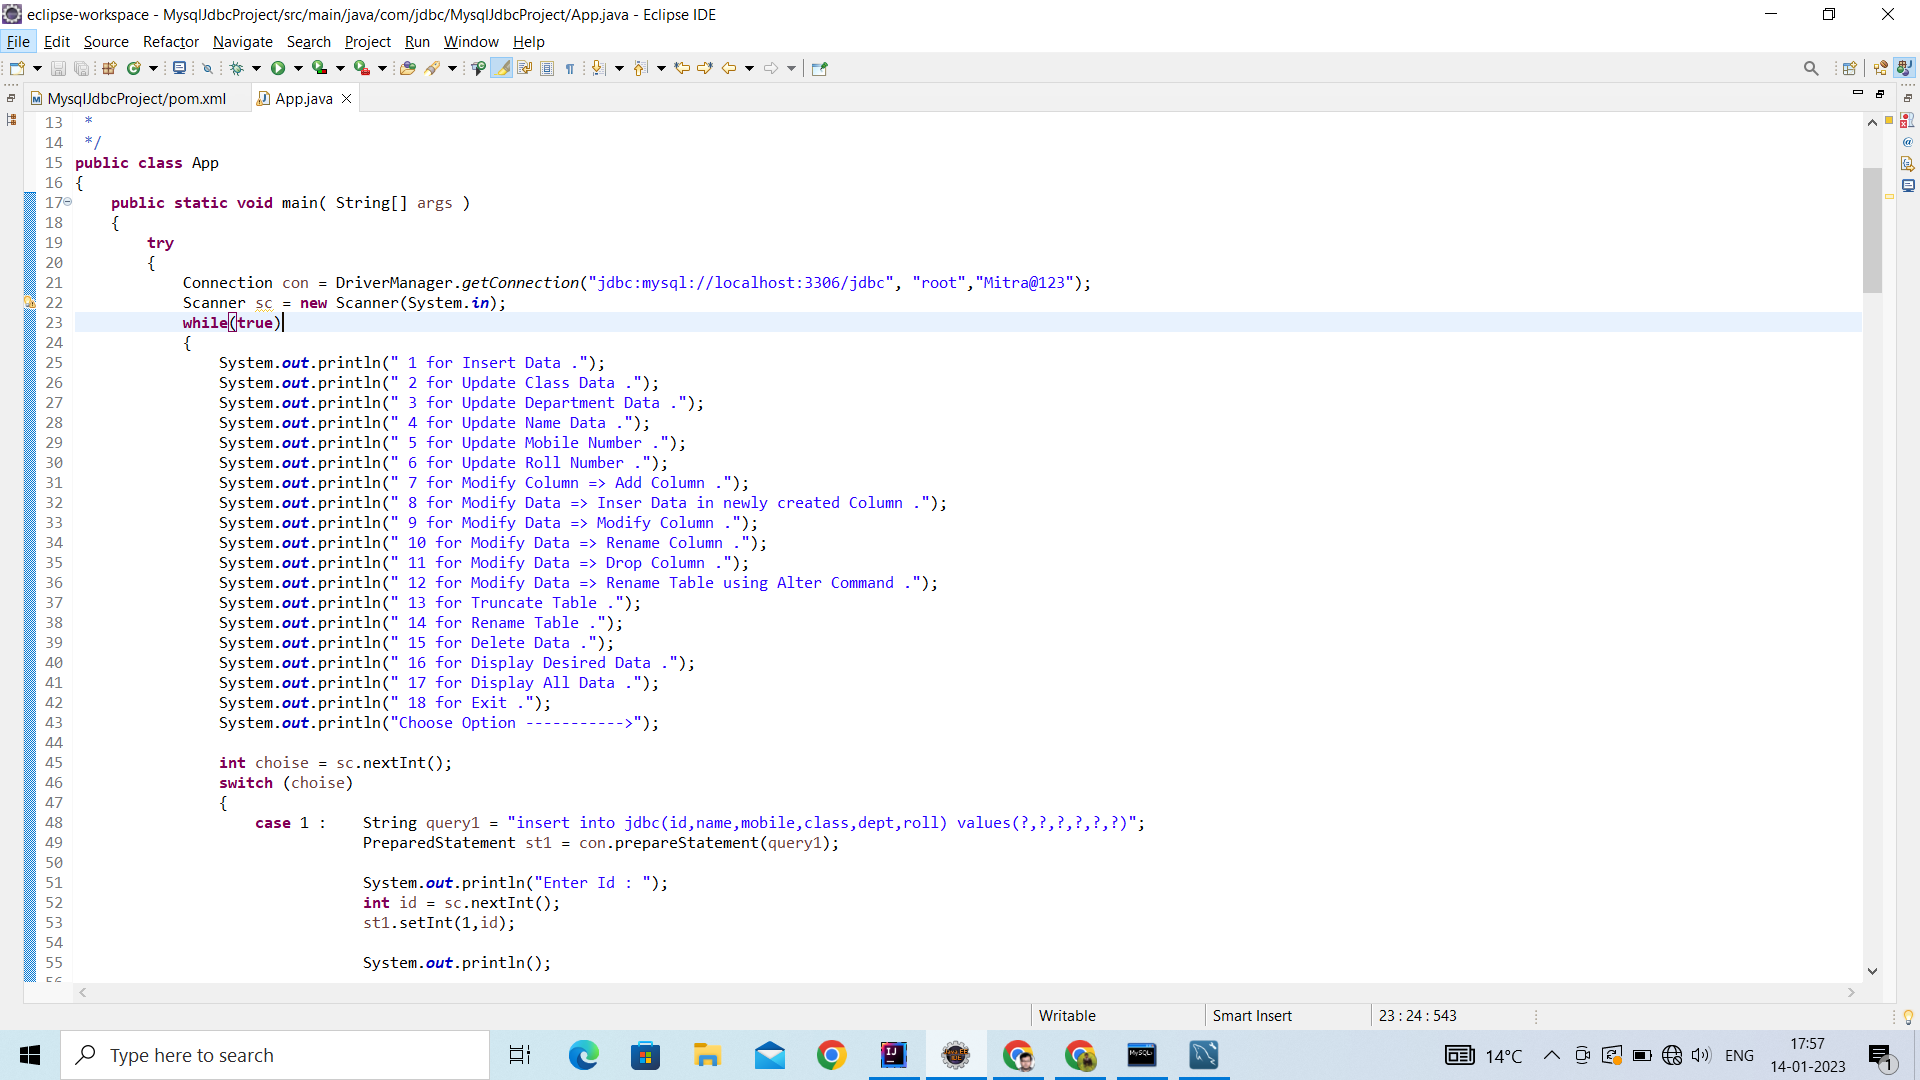 eclipse-workspace - MysqlJdbcProject/src/main/java/com/jdbc/MysqlJdbcProject/App.java - Eclipse IDE
File Edit Source Refactor Navigate Search Project Run Window Help
MysqlJdbcProject/pom.xml App.java
13 *
14 */
15 public class App
16 {
17 public static void main( String[] args )
18 {
19 try
20 {
21 Connection con = DriverManager.getConnection("jdbc:mysql://localhost:3306/jdbc", "root","Mitra@123");
22 Scanner sc = new Scanner(System.in);
23 while(true)
24 {
25 System.out.println(" 1 for Insert Data .");
26 System.out.println(" 2 for Update Class Data .");
27 System.out.println(" 3 for Update Department Data .");
28 System.out.println(" 4 for Update Name Data .");
29 System.out.println(" 5 for Update Mobile Number .");
30 System.out.println(" 6 for Update Roll Number .");
31 System.out.println(" 7 for Modify Column => Add Column .");
32 System.out.println(" 8 for Modify Data => Inser Data in newly created Column .");
33 System.out.println(" 9 for Modify Data => Modify Column .");
34 System.out.println(" 10 for Modify Data => Rename Column .");
35 System.out.println(" 11 for Modify Data => Drop Column .");
36 System.out.println(" 12 for Modify Data => Rename Table using Alter Command .");
37 System.out.println(" 13 for Truncate Table .");
38 System.out.println(" 14 for Rename Table .");
39 System.out.println(" 15 for Delete Data .");
40 System.out.println(" 16 for Display Desired Data .");
41 System.out.println(" 17 for Display All Data .");
42 System.out.println(" 18 for Exit .");
43 System.out.println("Choose Option ----------->");
44
45 int choise = sc.nextInt();
46 switch (choise)
47 {
48 case 1 : String query1 = "insert into jdbc(id,name,mobile,class,dept,roll) values(?,?,?,?,?,?)";
49 PreparedStatement st1 = con.prepareStatement(query1);
50
51 System.out.println("Enter Id : ");
52 int id = sc.nextInt();
53 st1.setInt(1,id);
54
55 System.out.println();
Writable Smart Insert 23 : 24 : 543
Type here to search
14°C ENG
17:57
14-01-2023
1